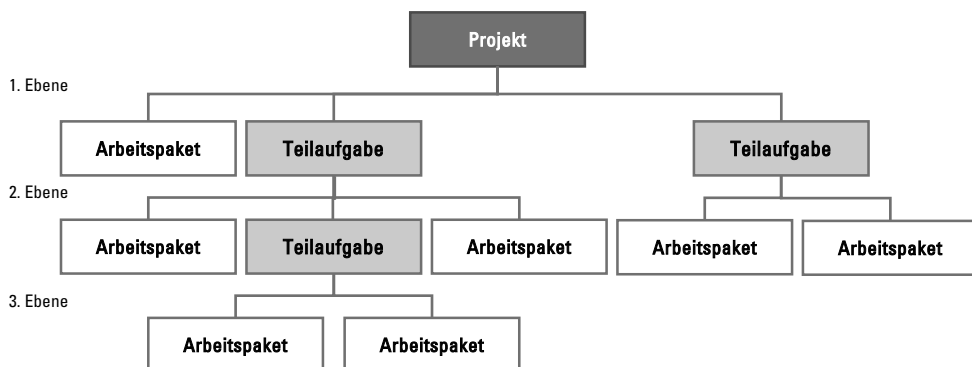 Projekt
1. Ebene
Arbeitspaket Teilaufgabe Teilaufgabe
2. Ebene
Arbeitspaket Teilaufgabe Arbeitspaket Arbeitspaket Arbeitspaket
3. Ebene
Arbeitspaket Arbeitspaket